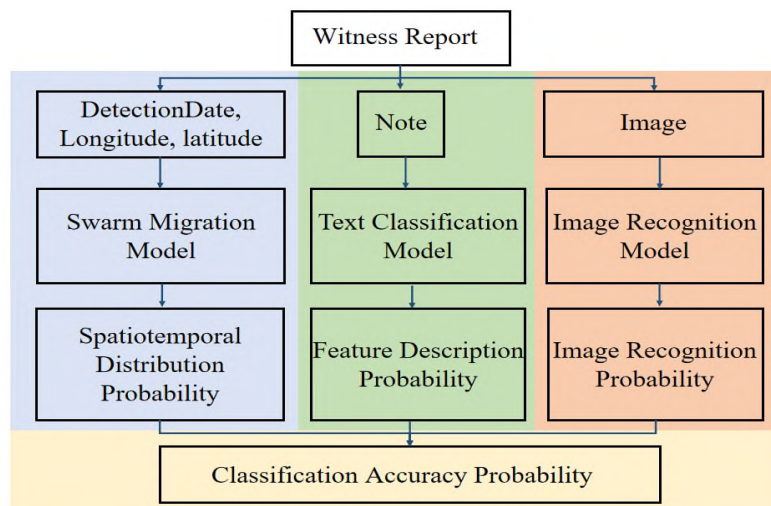 Witness Report
DetectionDate,
Longitude, latitude
Note
Image
Swarm Migration
Model
Text Classification
Model
Image Recognition
Model
Spatiotemporal
Distribution
Probability
Feature Description
Probability
Image Recognition
Probability
Classification Accuracy Probability